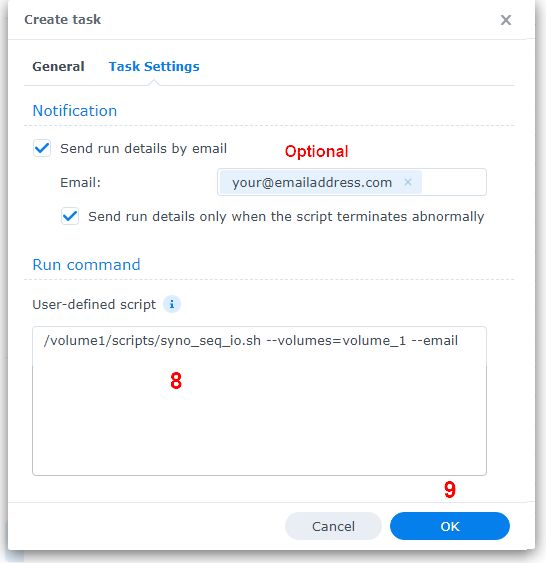 Create task
General Task Settings
Notification
Send run details by email
Optional
Email: your@emailaddress.com
Send run details only when the script terminates abnormally
Run command
User-defined script
/volume1/scripts/syno_seq_io.sh --volumes=volume_1 --email
8
9
Cancel OK